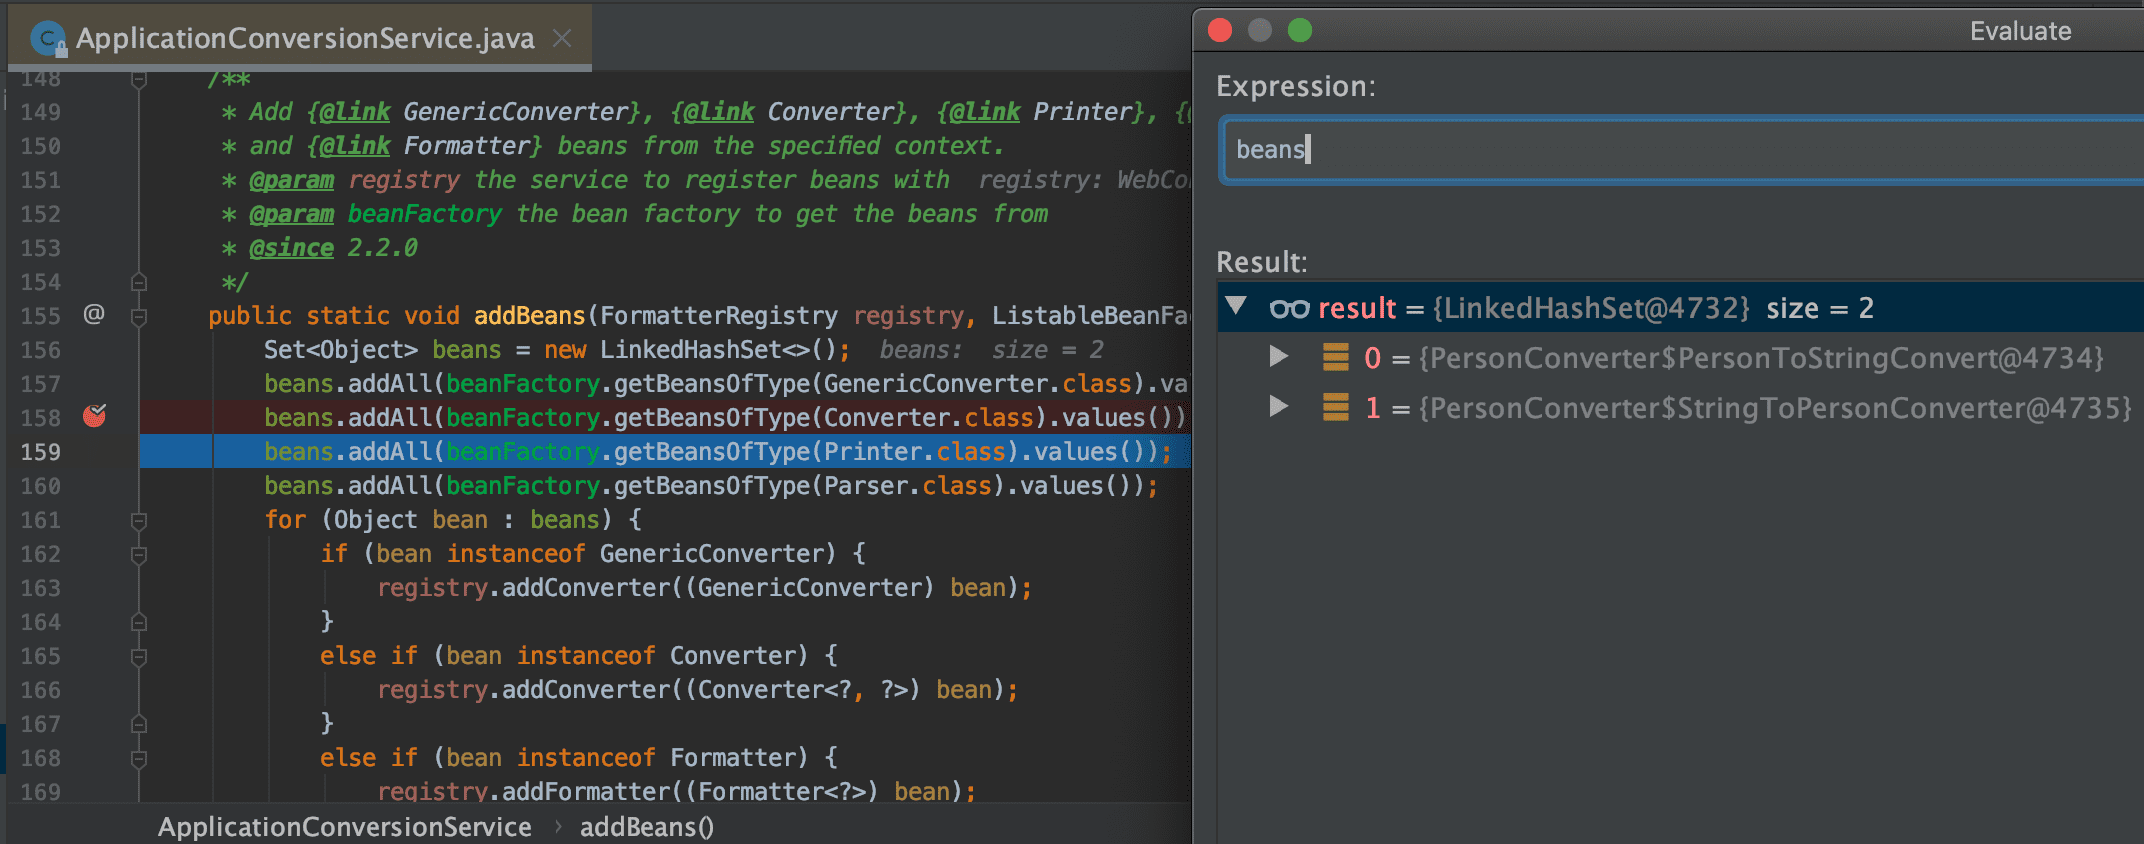 ApplicationConversionService.java
148 /**
149 * Add {@link GenericConverter}, {@link Converter}, {@link Printer}, {
150 * and {@link Formatter} beans from the specified context.
151 * @param registry the service to register beans with registry: WebCo
152 * @param beanFactory the bean factory to get the beans from
153 * @since 2.2.0
154 */
155 @ public static void addBeans(FormatterRegistry registry, ListableBeanFa
156 Set<Object> beans = new LinkedHashSet<>(); beans: size = 2
157 beans.addAll(beanFactory.getBeansOfType(GenericConverter.class).va
158 beans.addAll(beanFactory.getBeansOfType(Converter.class).values())
159 beans.addAll(beanFactory.getBeansOfType(Printer.class).values());
160 beans.addAll(beanFactory.getBeansOfType(Parser.class).values());
161 for (Object bean : beans) {
162 if (bean instanceof GenericConverter) {
163 registry.addConverter((GenericConverter) bean);
164 }
165 else if (bean instanceof Converter) {
166 registry.addConverter((Converter<?, ?>) bean);
167 }
168 else if (bean instanceof Formatter) {
169 registry.addFormatter((Formatter<?>) bean);
ApplicationConversionService › addBeans()
Evaluate
Expression:
beans
Result:
result = {LinkedHashSet@4732} size = 2
0 = {PersonConverter$PersonToStringConvert@4734}
1 = {PersonConverter$StringToPersonConverter@4735}